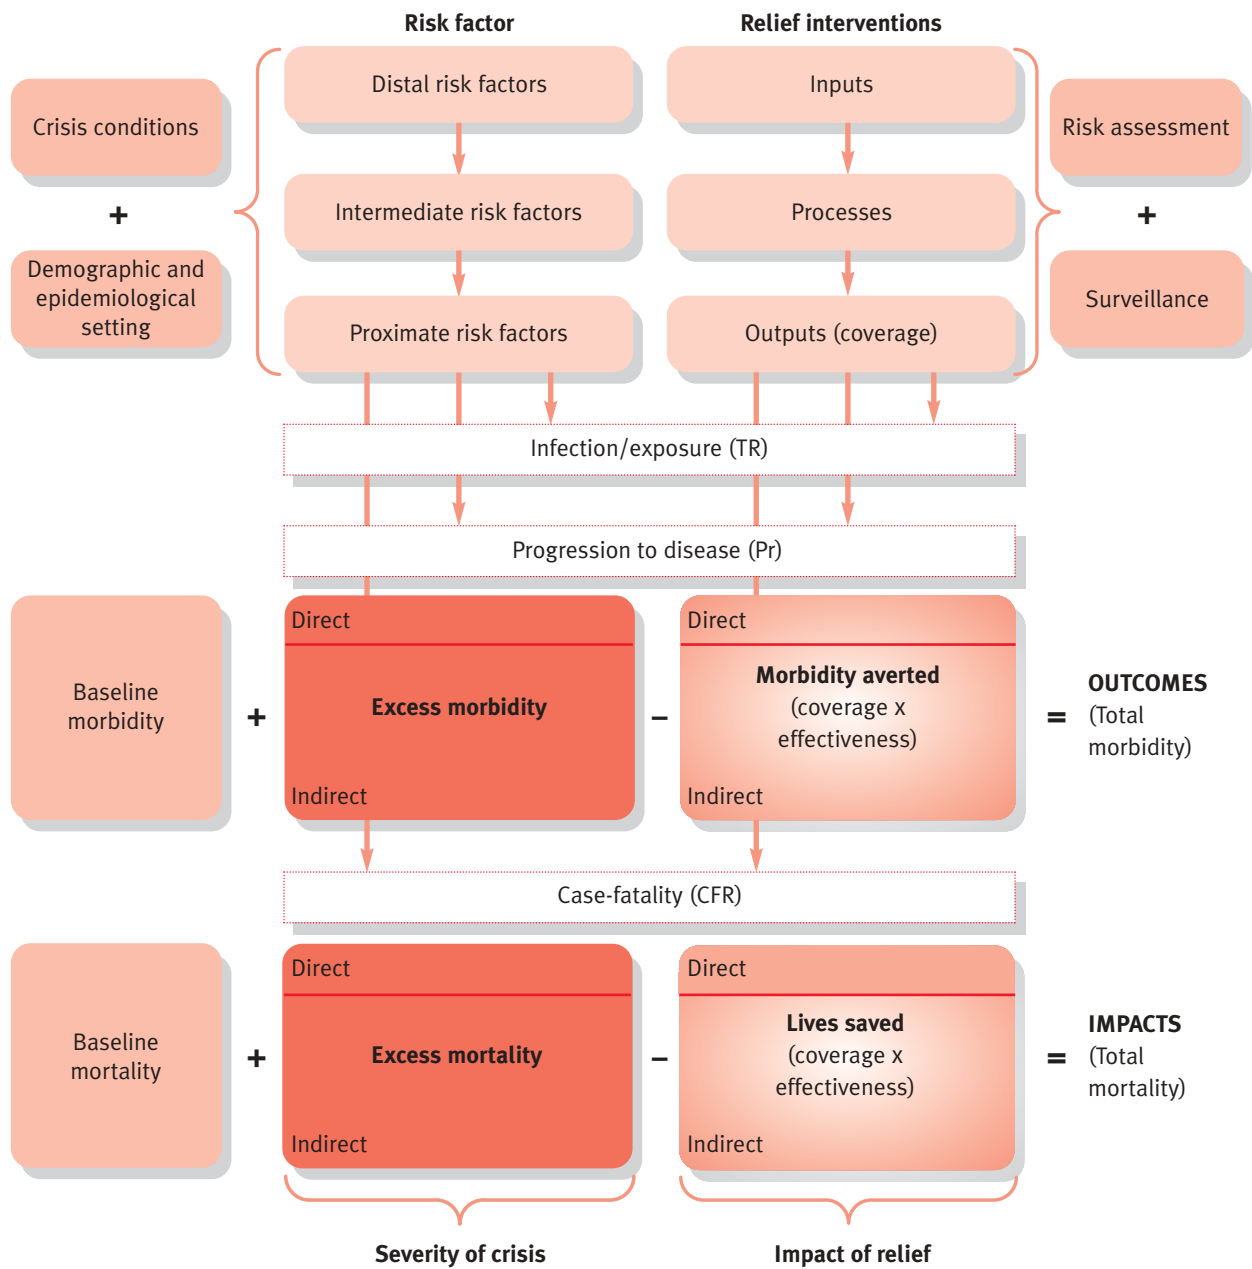 Risk factor
Relief interventions
Crisis conditions
+
Demographic and
epidemiological
setting
Distal risk factors
Intermediate risk factors
Proximate risk factors
Inputs
Processes
Outputs (coverage)
Risk assessment
+
Surveillance
Infection/exposure (TR)
Progression to disease (Pr)
Baseline
morbidity
+
Direct
Excess morbidity
Indirect
–
Direct
Morbidity averted
(coverage x
effectiveness)
Indirect
=
OUTCOMES
(Total
morbidity)
Case-fatality (CFR)
Baseline
mortality
+
Direct
Excess mortality
Indirect
–
Direct
Lives saved
(coverage x
effectiveness)
Indirect
=
IMPACTS
(Total
mortality)
Severity of crisis
Impact of relief